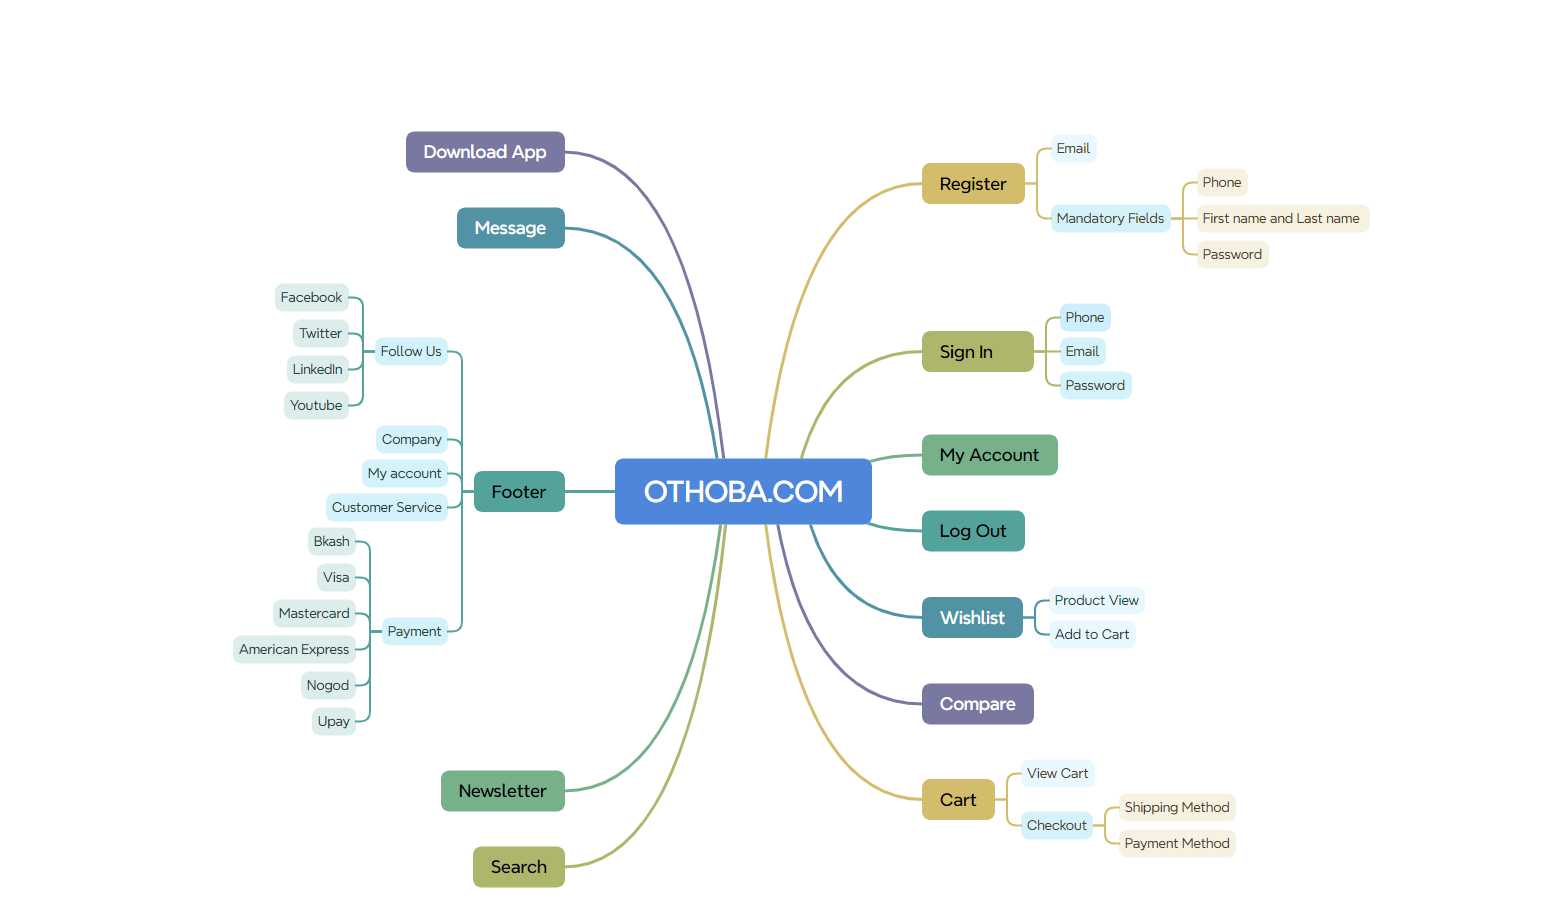 OTHOBA.COM
Register
Email
Mandatory Fields
Phone
First name and Last name
Password
Sign In
Phone
Email
Password
My Account
Log Out
Wishlist
Product View
Add to Cart
Compare
Cart
View Cart
Checkout
Shipping Method
Payment Method
Download App
Message
Footer
Follow Us
Facebook
Twitter
LinkedIn
Youtube
Company
My account
Customer Service
Payment
Bkash
Visa
Mastercard
American Express
Nogod
Upay
Newsletter
Search